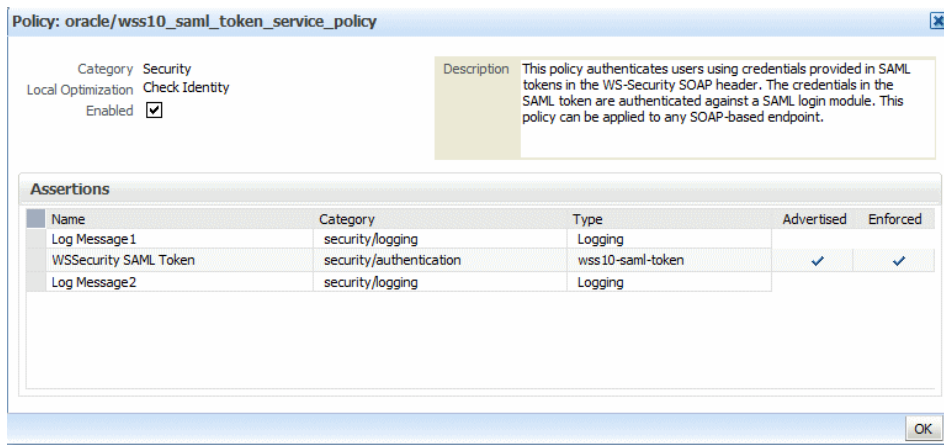 Policy: oracle/wss10_saml_token_service_policy
Category Security
Local Optimization Check Identity
Enabled
Description This policy authenticates users using credentials provided in SAML
tokens in the WS-Security SOAP header. The credentials in the
SAML token are authenticated against a SAML login module. This
policy can be applied to any SOAP-based endpoint.
Assertions
Name Category Type Advertised Enforced
Log Message1 security/logging Logging
WSSecurity SAML Token security/authentication wss10-saml-token
Log Message2 security/logging Logging
OK